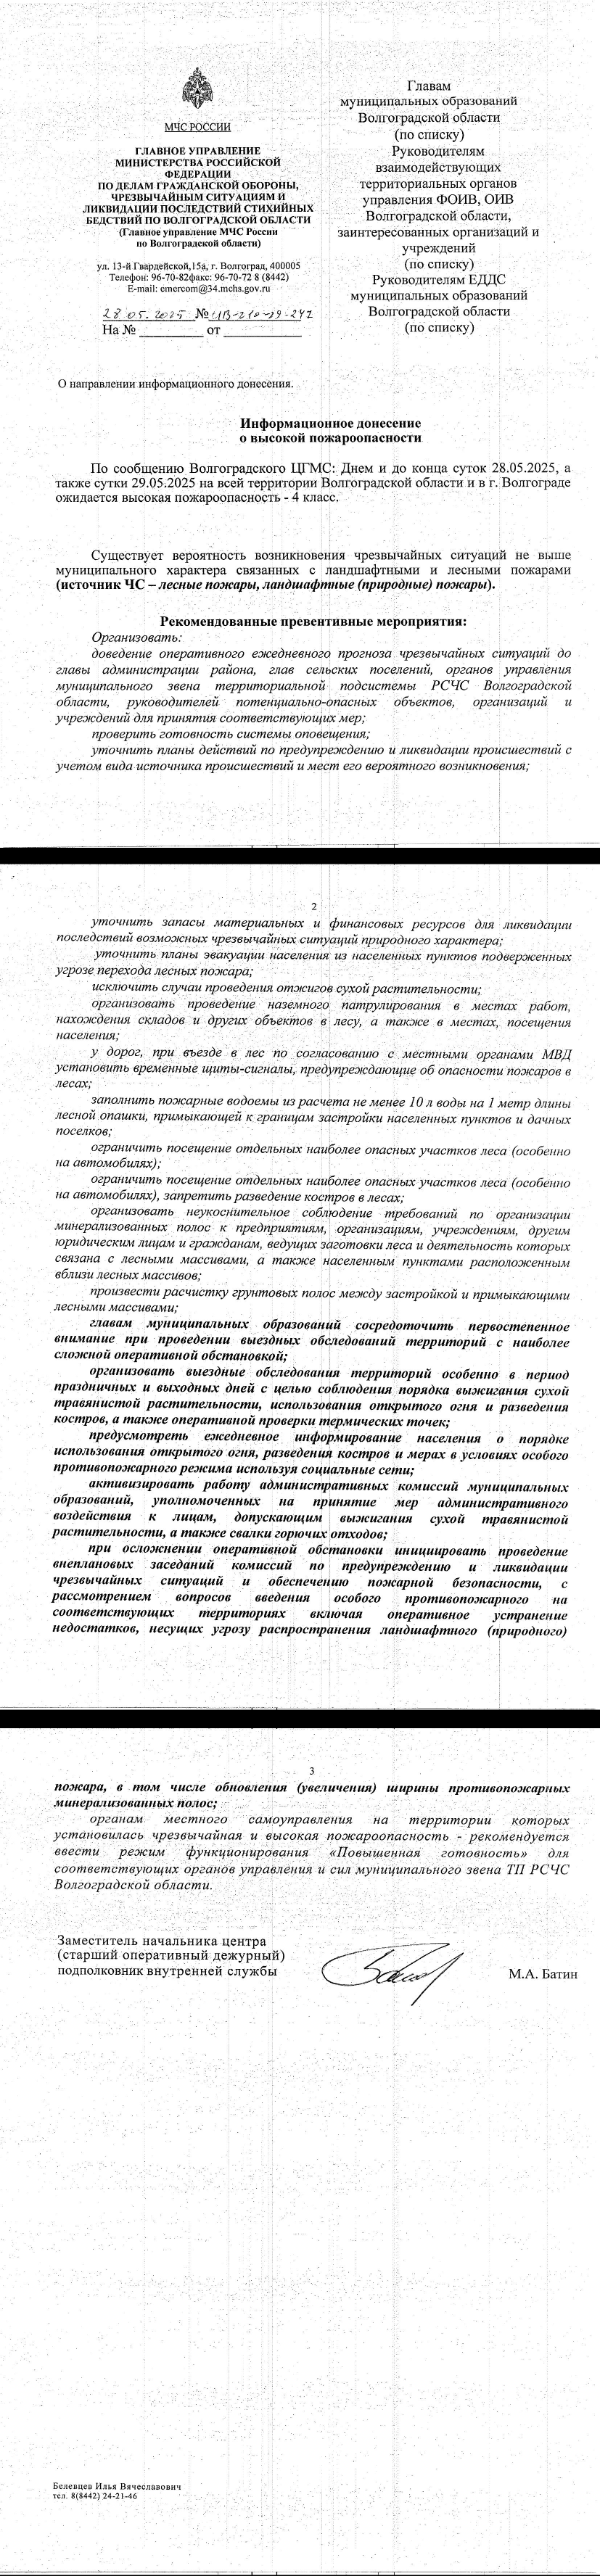 МЧС РОССИИ
ГЛАВНОЕ УПРАВЛЕНИЕ
МИНИСТЕРСТВА РОССИЙСКОЙ
ФЕДЕРАЦИИ
ПО ДЕЛАМ ГРАЖДАНСКОЙ ОБОРОНЫ,
ЧРЕЗВЫЧАЙНЫМ СИТУАЦИЯМ И
ЛИКВИДАЦИИ ПОСЛЕДСТВИЙ СТИХИЙНЫХ
БЕДСТВИЙ ПО ВОЛГОГРАДСКОЙ ОБЛАСТИ
(Главное управление МЧС России
по Волгоградской области)
ул. 13-й Гвардейской,15а, г. Волгоград, 400005
Телефон: 96-70-82факс: 96-70-72 8 (8442)
E-mail: emercom@34.mchs.gov.ru
28.05.2025 №
На № от
Главам
муниципальных образований
Волгоградской области
(по списку)
Руководителям
взаимодействующих
территориальных органов
управления ФОИВ, ОИВ
Волгоградской области,
заинтересованных организаций и
учреждений
(по списку)
Руководителям ЕДДС
муниципальных образований
Волгоградской области
(по списку)
О направлении информационного донесения.
Информационное донесение
о высокой пожароопасности
По сообщению Волгоградского ЦГМС: Днем и до конца суток 28.05.2025, а
также сутки 29.05.2025 на всей территории Волгоградской области и в г. Волгограде
ожидается высокая пожароопасность - 4 класс.
Существует вероятность возникновения чрезвычайных ситуаций не выше
муниципального характера связанных с ландшафтными и лесными пожарами
(источник ЧС – лесные пожары, ландшафтные (природные) пожары).
Рекомендованные превентивные мероприятия:
Организовать:
доведение оперативного ежедневного прогноза чрезвычайных ситуаций до
главы администрации района, глав сельских поселений, органов управления
муниципального звена территориальной подсистемы РСЧС Волгоградской
области, руководителей потенциально-опасных объектов, организаций и
учреждений для принятия соответствующих мер;
проверить готовность системы оповещения;
уточнить планы действий по предупреждению и ликвидации происшествий с
учетом вида источника происшествий и мест его вероятного возникновения;
2
уточнить запасы материальных и финансовых ресурсов для ликвидации
последствий возможных чрезвычайных ситуаций природного характера;
уточнить планы эвакуации населения из населенных пунктов подверженных
угрозе перехода лесных пожара;
исключить случаи проведения отжигов сухой растительности;
организовать проведение наземного патрулирования в местах работ,
нахождения складов и других объектов в лесу, а также в местах, посещения
населения;
у дорог, при въезде в лес по согласованию с местными органами МВД
установить временные щиты-сигналы, предупреждающие об опасности пожаров в
лесах;
заполнить пожарные водоемы из расчета не менее 10 л воды на 1 метр длины
лесной опашки, примыкающей к границам застройки населенных пунктов и дачных
поселков;
ограничить посещение отдельных наиболее опасных участков леса (особенно
на автомобилях);
ограничить посещение отдельных наиболее опасных участков леса (особенно
на автомобилях), запретить разведение костров в лесах;
организовать неукоснительное соблюдение требований по организации
минерализованных полос к предприятиям, организациям, учреждениям, другим
юридическим лицам и гражданам, ведущих заготовки леса и деятельность которых
связана с лесными массивами, а также населенным пунктами расположенным
вблизи лесных массивов;
произвести расчистку грунтовых полос между застройкой и примыкающими
лесными массивами;
главам муниципальных образований сосредоточить первостепенное
внимание при проведении выездных обследований территорий с наиболее
сложной оперативной обстановкой;
организовать выездные обследования территорий особенно в период
праздничных и выходных дней с целью соблюдения порядка выжигания сухой
травянистой растительности, использования открытого огня и разведения
костров, а также оперативной проверки термических точек;
предусмотреть ежедневное информирование населения о порядке
использования открытого огня, разведения костров и мерах в условиях особого
противопожарного режима используя социальные сети;
активизировать работу административных комиссий муниципальных
образований, уполномоченных на принятие мер административного
воздействия к лицам, допускающим выжигания сухой травянистой
растительности, а также свалки горючих отходов;
при осложнении оперативной обстановки инициировать проведение
внеплановых заседаний комиссий по предупреждению и ликвидации
чрезвычайных ситуаций и обеспечению пожарной безопасности, с
рассмотрением вопросов введения особого противопожарного на
соответствующих территориях включая оперативное устранение
недостатков, несущих угрозу распространения ландшафтного (природного)
3
пожара, в том числе обновления (увеличения) ширины противопожарных
минерализованных полос;
органам местного самоуправления на территории которых
установилась чрезвычайная и высокая пожароопасность - рекомендуется
ввести режим функционирования «Повышенная готовность» для
соответствующих органов управления и сил муниципального звена ТП РСЧС
Волгоградской области.
Заместитель начальника центра
(старший оперативный дежурный)
подполковник внутренней службы
М.А. Батин
Белевцев Илья Вячеславович
тел. 8(8442) 24-21-46